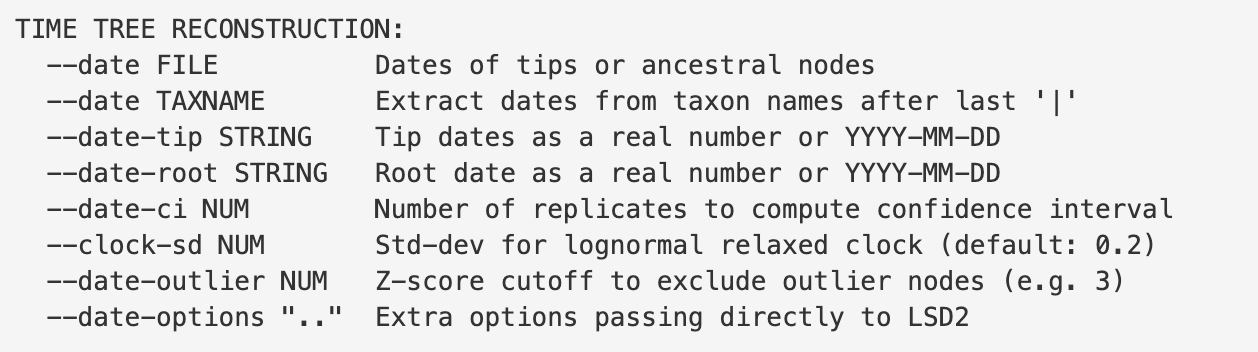 TIME TREE RECONSTRUCTION:
  --date FILE          Dates of tips or ancestral nodes
  --date TAXNAME       Extract dates from taxon names after last '|'
  --date-tip STRING    Tip dates as a real number or YYYY-MM-DD
  --date-root STRING   Root date as a real number or YYYY-MM-DD
  --date-ci NUM        Number of replicates to compute confidence interval
  --clock-sd NUM       Std-dev for lognormal relaxed clock (default: 0.2)
  --date-outlier NUM   Z-score cutoff to exclude outlier nodes (e.g. 3)
  --date-options ".."  Extra options passing directly to LSD2